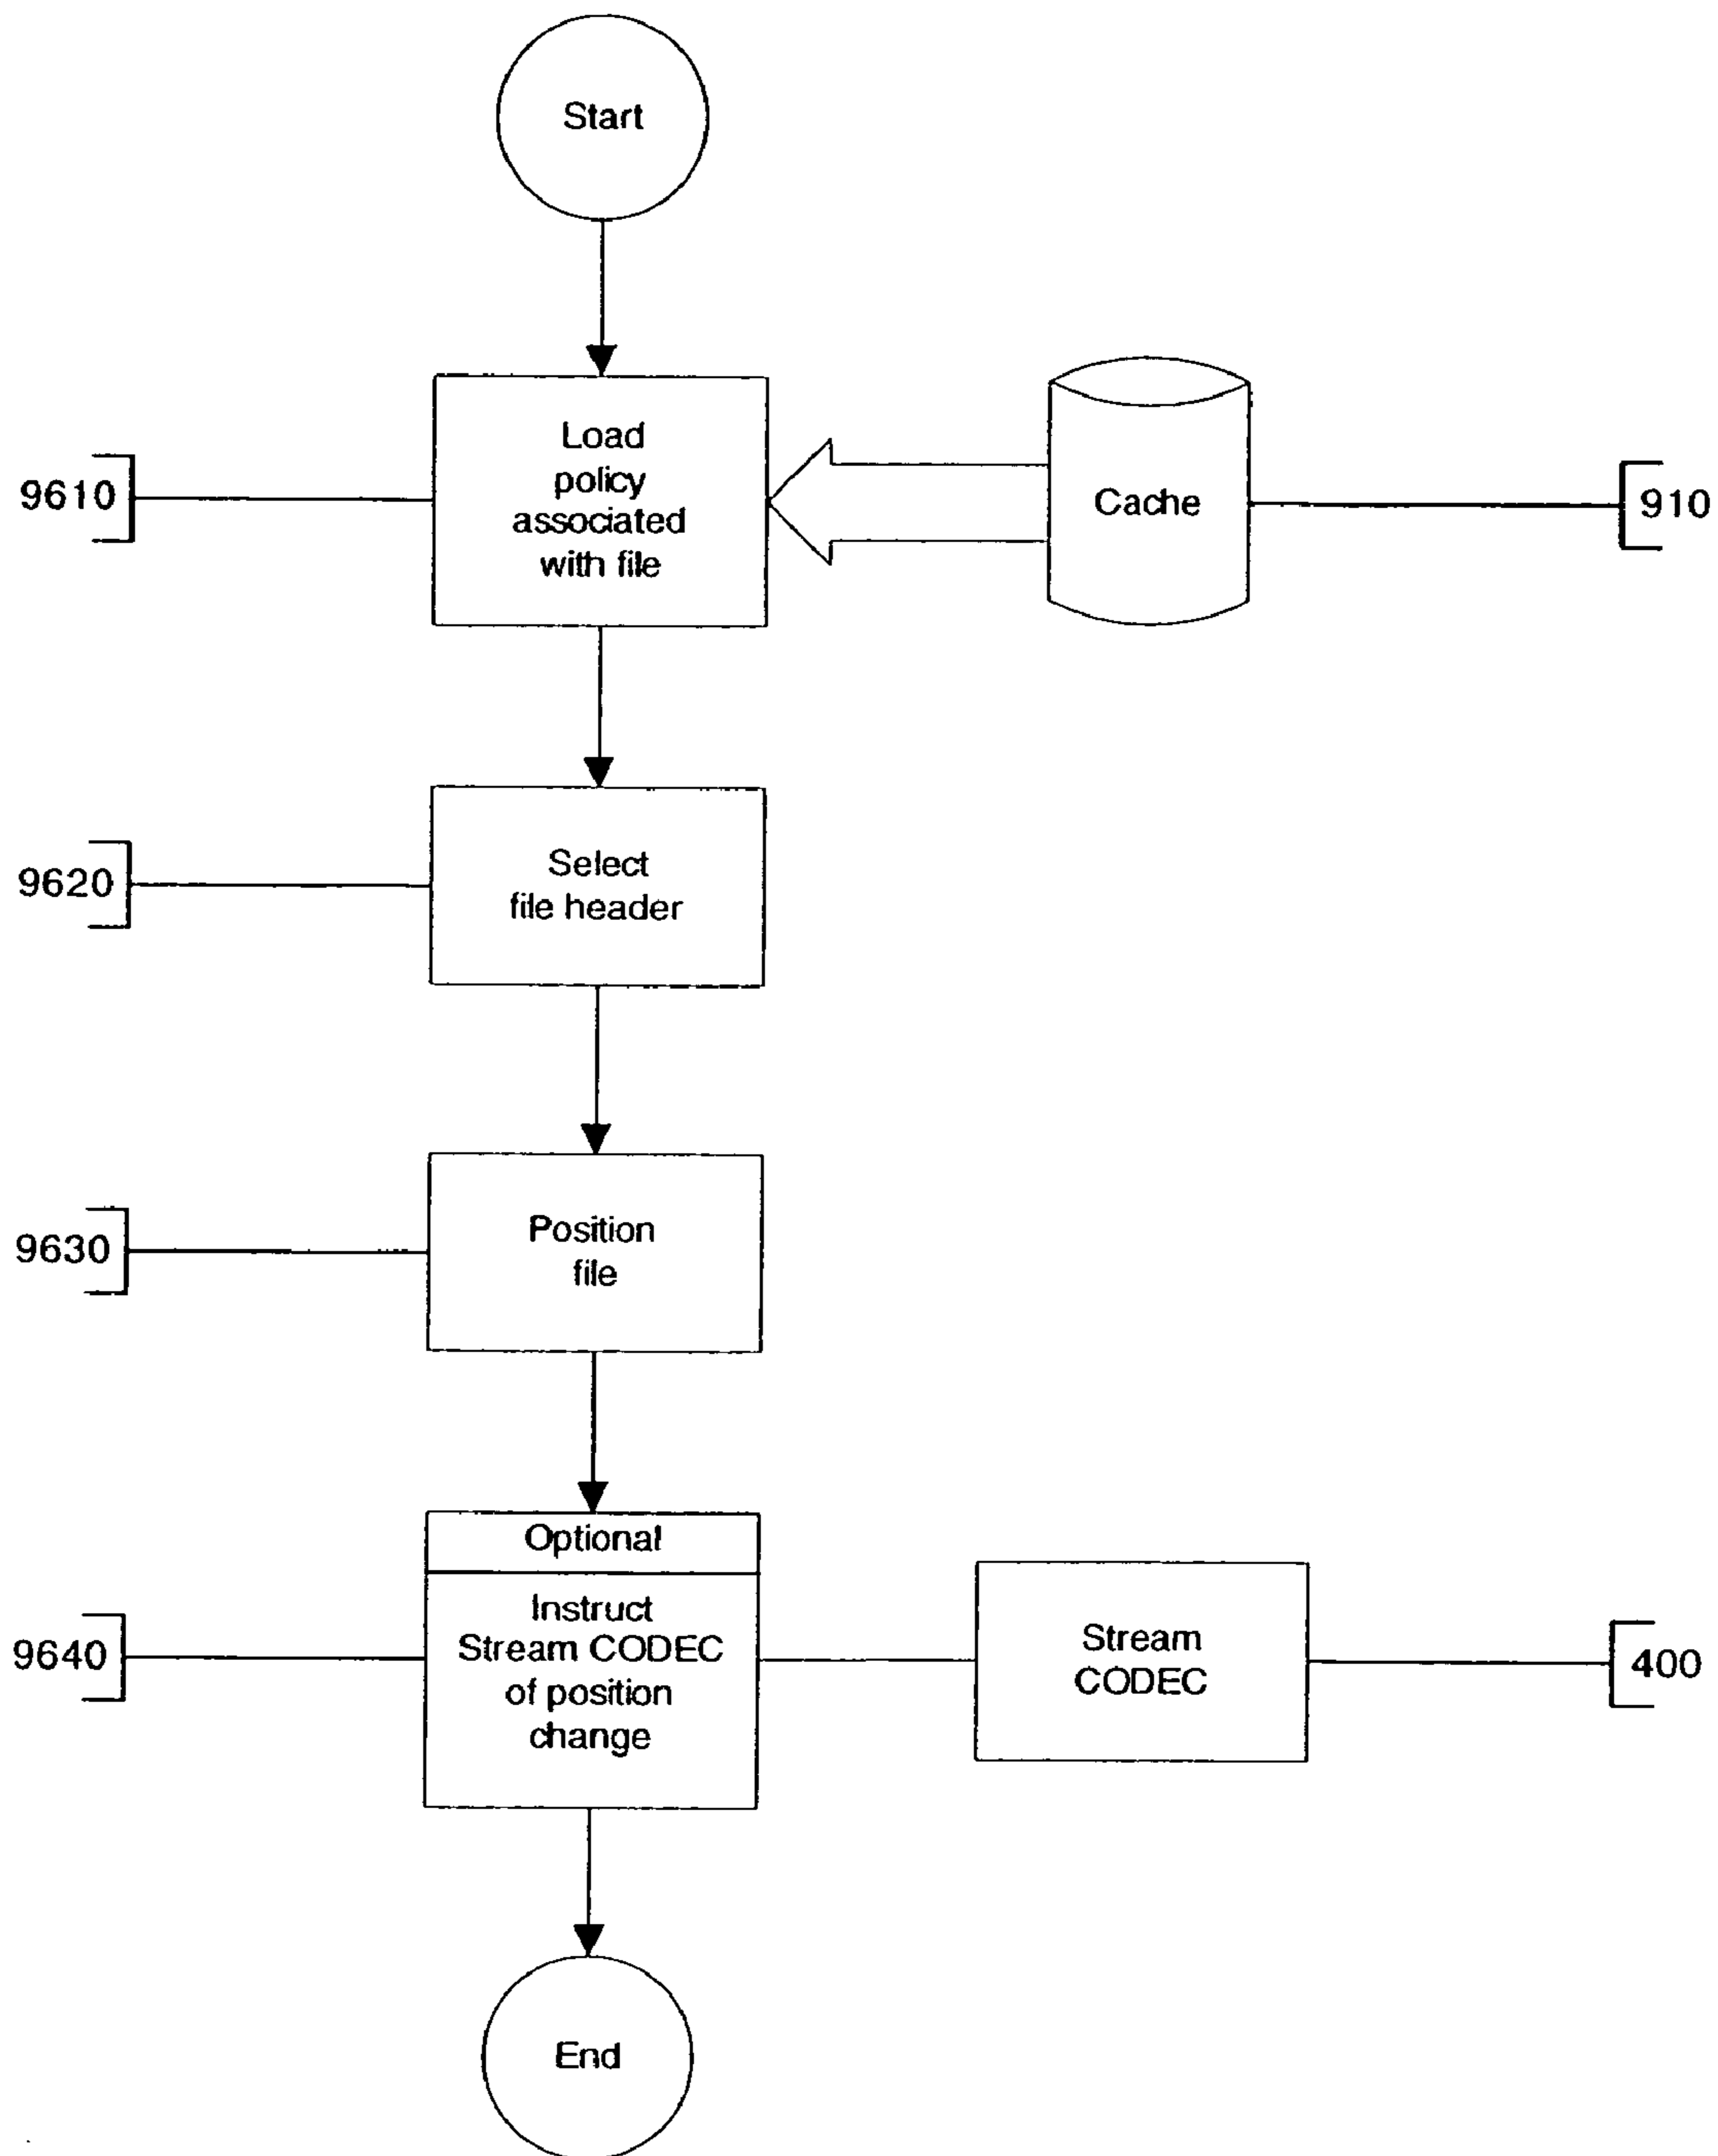 Start
9610
Load
policy
associated
with file
Cache
910
9620
Select
file header
9630
Position
file
9640
Optional
Instruct
Stream CODEC
of position
change
Stream
CODEC
400
End